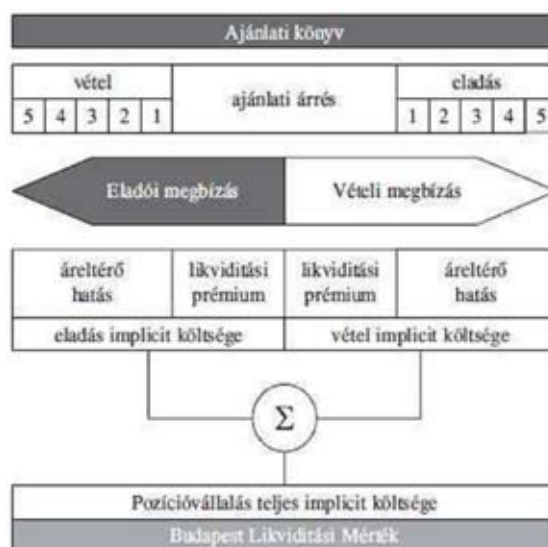 Ajánlati könyv
vétel
ajánlati árrés
eladás
5 4 3 2 1
1 2 3 4 5
Eladói megbízás
Vételi megbízás
áreltérő
hatás
likviditási
prémium
likviditási
prémium
áreltérő
hatás
eladás implicit költsége
vétel implicit költsége
Σ
Pozícióvállalás teljes implicit költsége
Budapest Likviditási Mérték